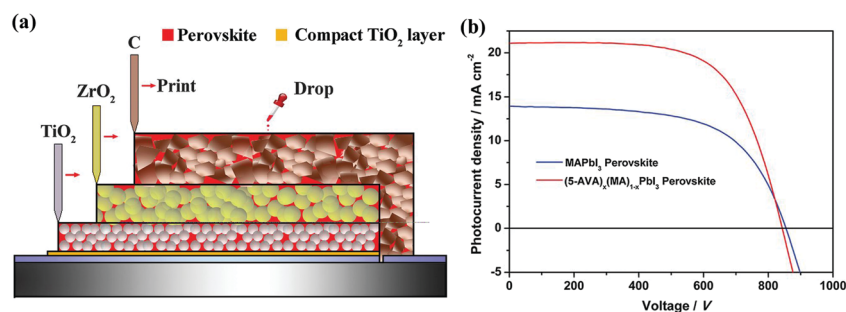 (a)
C
Perovskite
Compact TiO₂ layer
Print
Drop
ZrO₂
TiO₂
(b)
Photocurrent density / mA cm⁻²
25
20
15
10
5
0
-5
MAPbI₃ Perovskite
(5-AVA)ₓ(MA)₁₋ₓPbI₃ Perovskite
0
200
400
600
800
1000
Voltage / V